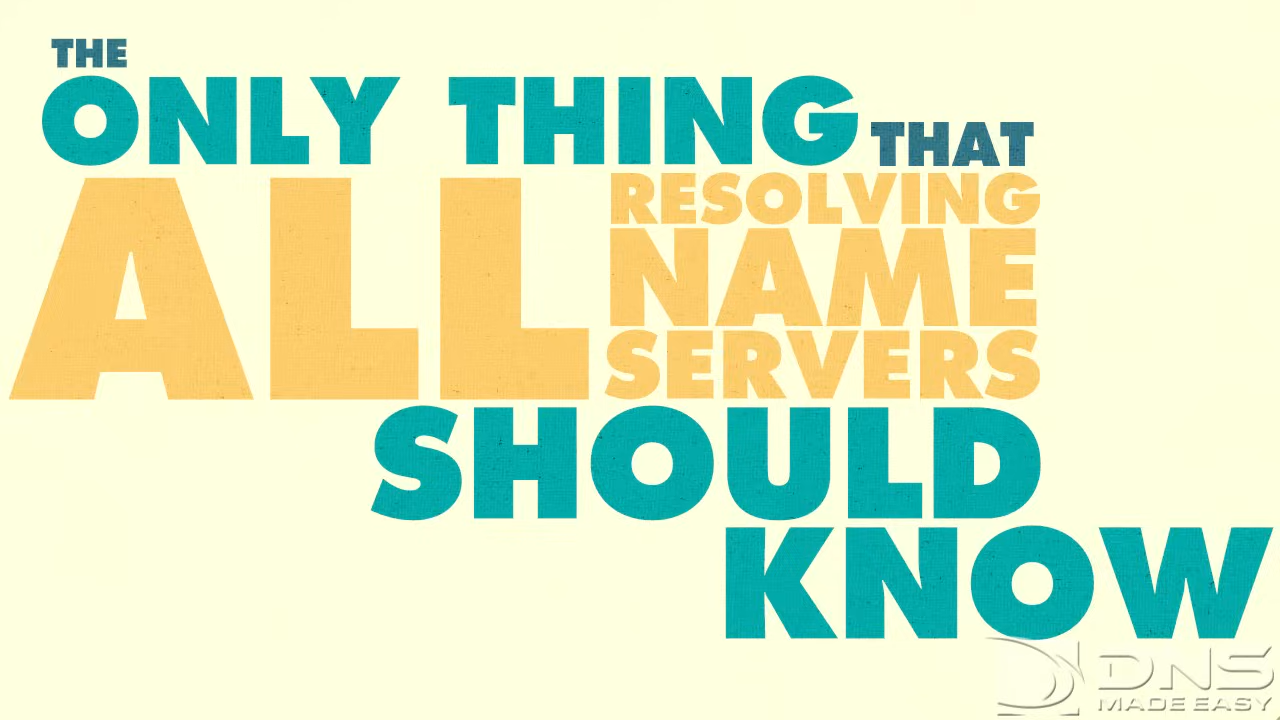 THE
ONLY THING THAT
ALL RESOLVING
NAME
SERVERS
SHOULD
KNOW
DNS
MADE EASY